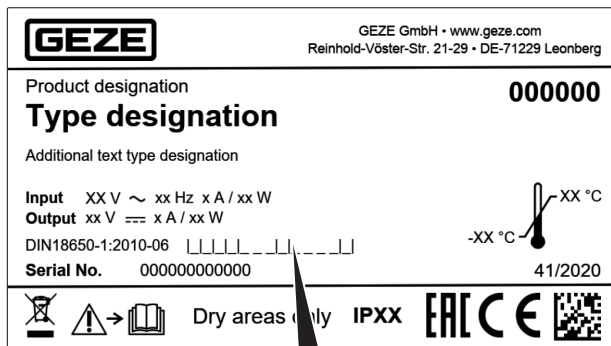 GEZE
GEZE GmbH • www.geze.com
Reinhold-Vöster-Str. 21-29 • DE-71229 Leonberg
Product designation
000000
Type designation
Additional text type designation
Input XX V ~ xx Hz x A / xx W
Output xx V ⎓ x A / xx W
XX °C
-XX °C
DIN18650-1:2010-06 |_|_|_|_|_ _ _|_|_ _ _ _|_|
Serial No. 000000000000
41/2020
Dry areas only IPXX EAC CE